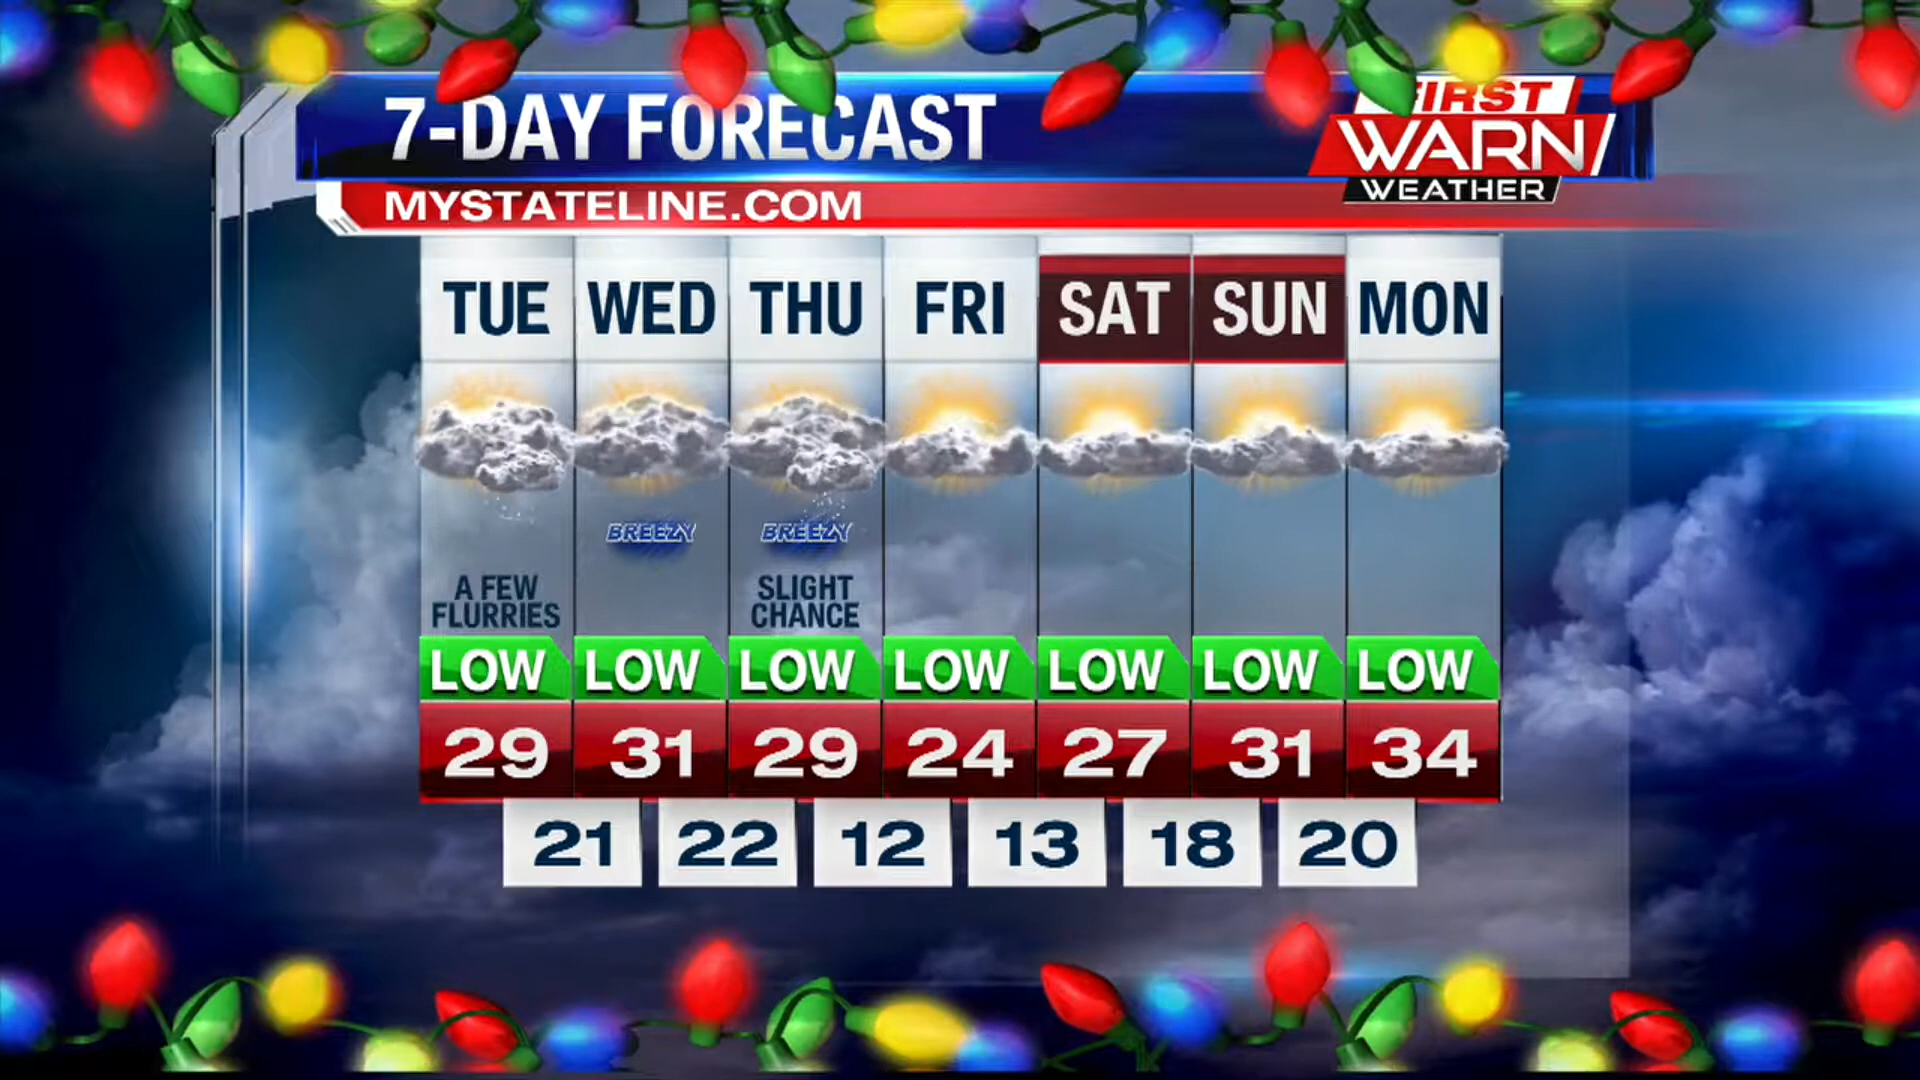 7-DAY FORECAST
MYSTATELINE.COM
FIRST
WARN
WEATHER
TUE WED THU FRI SAT SUN MON
BREEZY BREEZY
A FEW FLURRIES
SLIGHT CHANCE
LOW LOW LOW LOW LOW LOW LOW
29 31 29 24 27 31 34
21 22 12 13 18 20